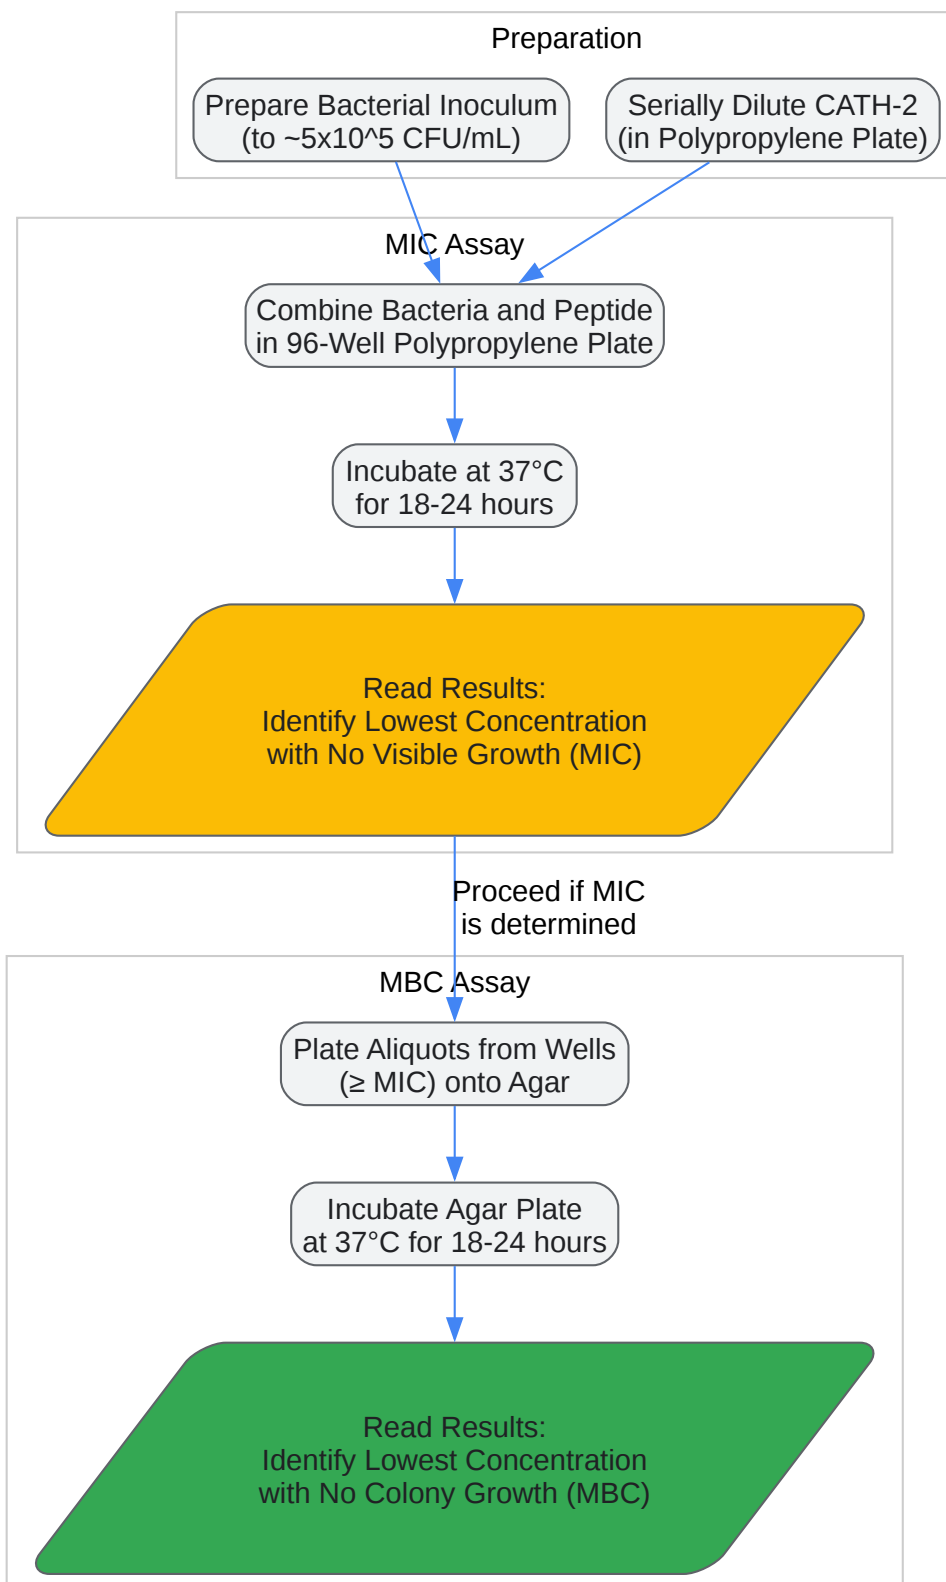 Preparation
Prepare Bacterial Inoculum
(to ~5x10^5 CFU/mL)
Serially Dilute CATH-2
(in Polypropylene Plate)
MIC Assay
Combine Bacteria and Peptide
in 96-Well Polypropylene Plate
Incubate at 37°C
for 18-24 hours
Read Results:
Identify Lowest Concentration
with No Visible Growth (MIC)
Proceed if MIC
is determined
MBC Assay
Plate Aliquots from Wells
(≥ MIC) onto Agar
Incubate Agar Plate
at 37°C for 18-24 hours
Read Results:
Identify Lowest Concentration
with No Colony Growth (MBC)